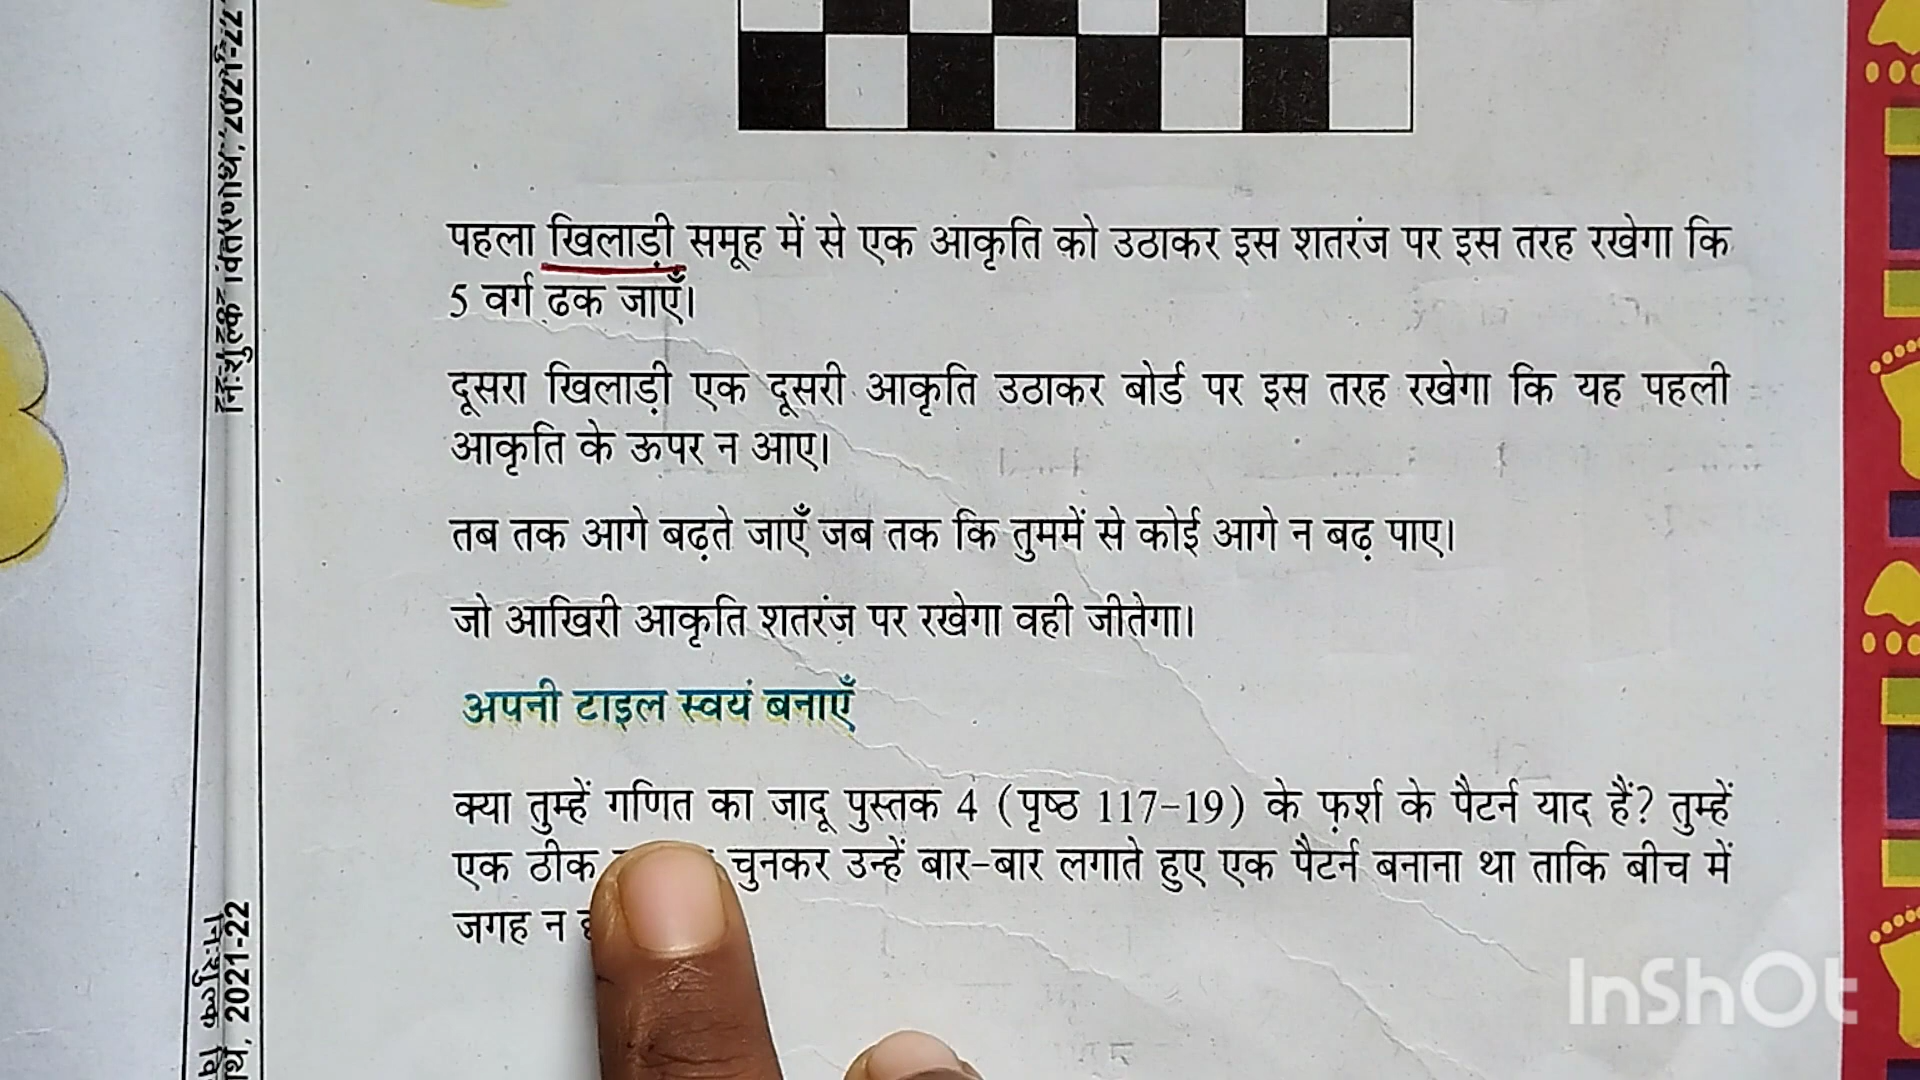 पहला खिलाड़ी समूह में से एक आकृति को उठाकर इस शतरंज पर इस तरह रखेगा कि
5 वर्ग ढक जाएँ।
दूसरा खिलाड़ी एक दूसरी आकृति उठाकर बोर्ड पर इस तरह रखेगा कि यह पहली
आकृति के ऊपर न आए।
तब तक आगे बढ़ते जाएँ जब तक कि तुममें से कोई आगे न बढ़ पाए।
जो आखिरी आकृति शतरंज पर रखेगा वही जीतेगा।
अपनी टाइल स्वयं बनाएँ
क्या तुम्हें गणित का जादू पुस्तक 4 (पृष्ठ 117-19) के फ़र्श के पैटर्न याद हैं? तुम्हें
एक ठीक चुनकर उन्हें बार-बार लगाते हुए एक पैटर्न बनाना था ताकि बीच में
जगह न
निःशुल्क वितरणार्थ, 2021-22
2021-22
निःशुल्क
InShOt